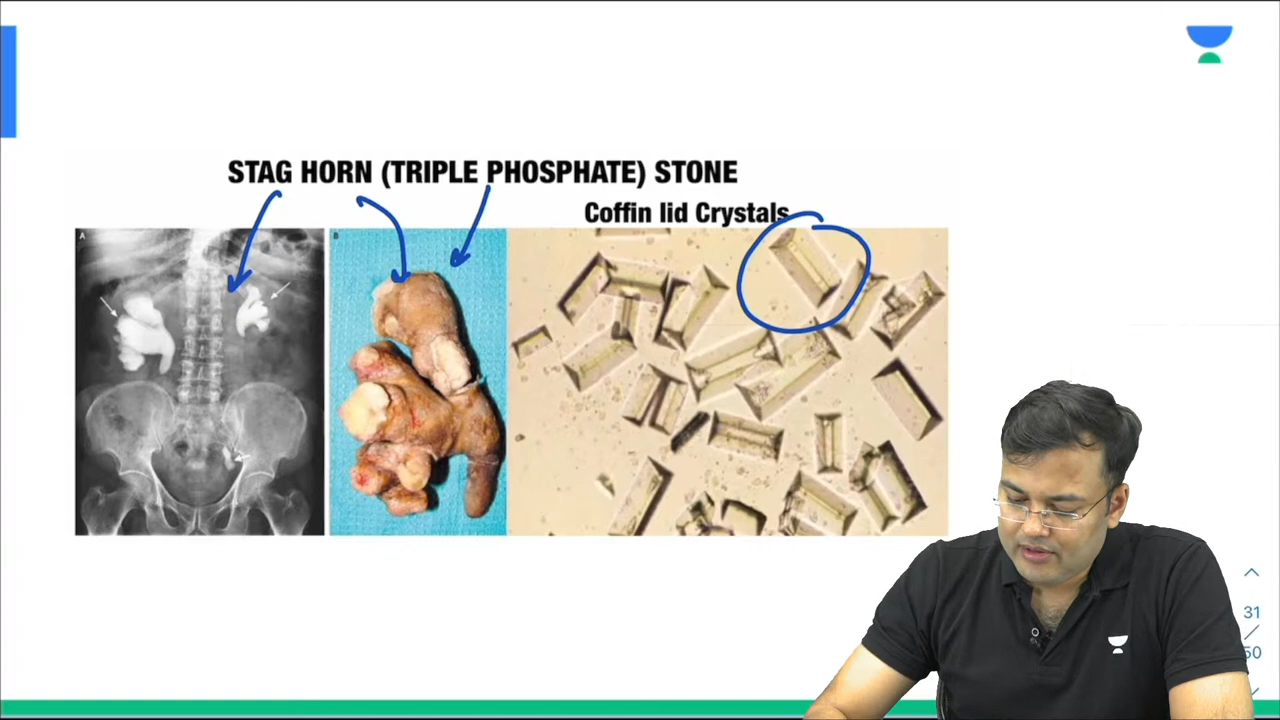 STAG HORN (TRIPLE PHOSPHATE) STONE
Coffin lid Crystals
A
B
31
/
50